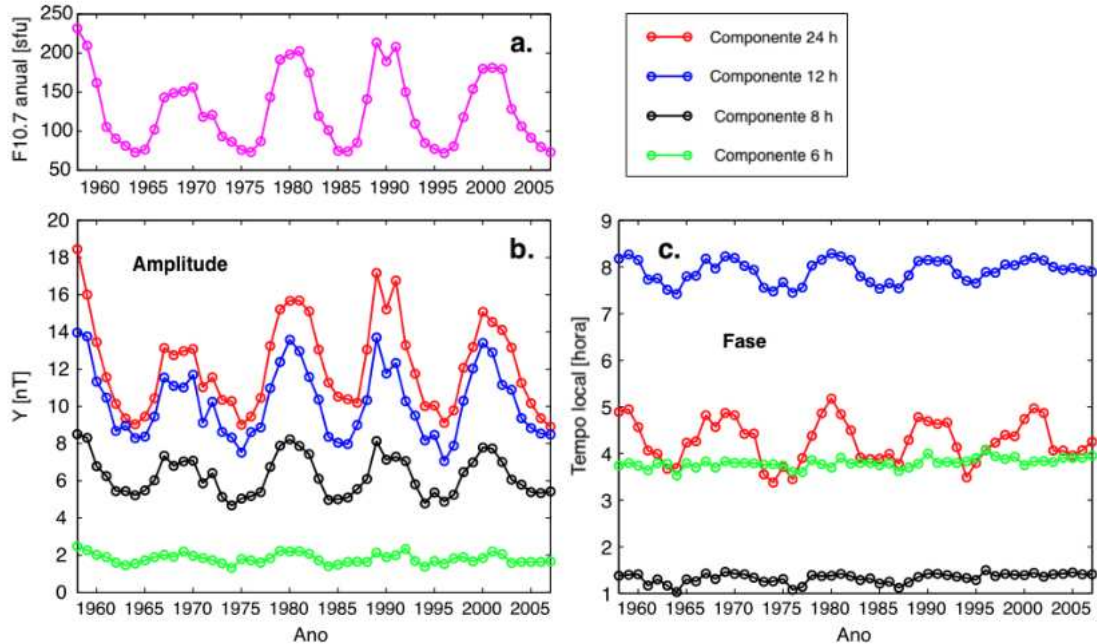 F10.7 anual [sfu]
250
200
150
100
50
a.
1960 1965 1970 1975 1980 1985 1990 1995 2000 2005
Componente 24 h
Componente 12 h
Componente 8 h
Componente 6 h
Y [nT]
20
18
16
14
12
10
8
6
4
2
0
Amplitude
b.
1960 1965 1970 1975 1980 1985 1990 1995 2000 2005
Ano
Tempo local [hora]
9
8
7
6
5
4
3
2
1
c.
Fase
1960 1965 1970 1975 1980 1985 1990 1995 2000 2005
Ano